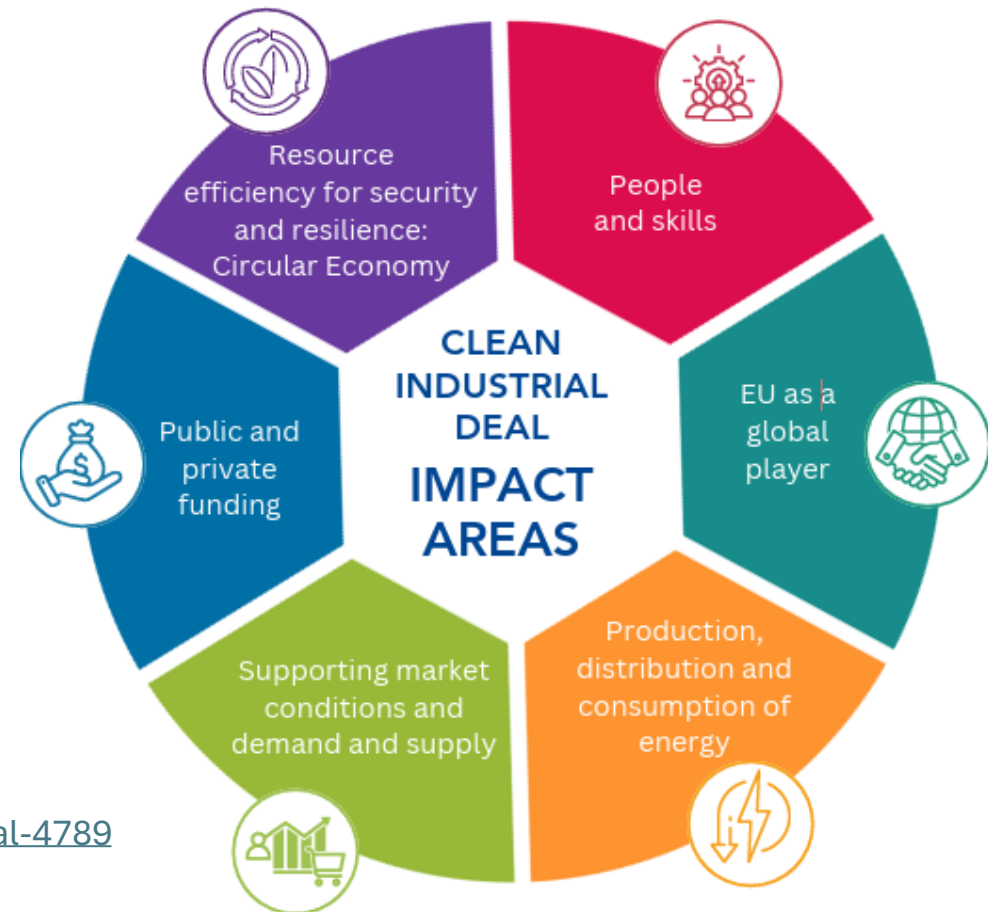 Resource
efficiency for security
and resilience:
Circular Economy
People
and skills
CLEAN
INDUSTRIAL
DEAL
IMPACT
AREAS
EU as a
global
player
Public and
private
funding
Production,
distribution and
consumption of
energy
Supporting market
conditions and
demand and supply
al-4789